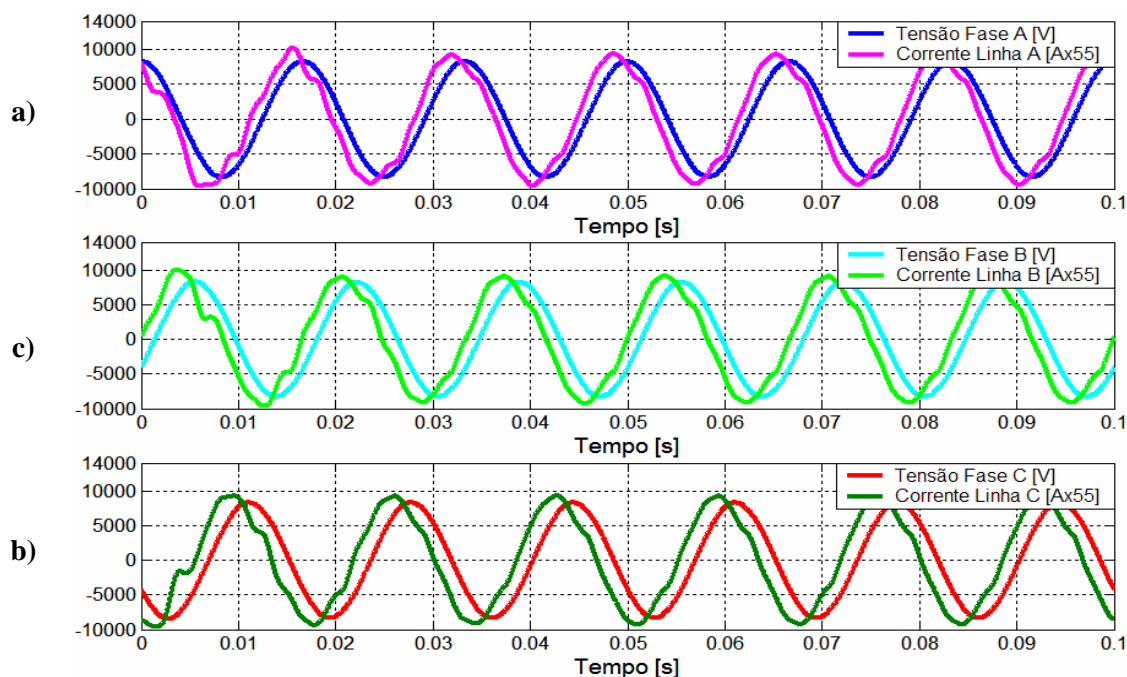 a)
14000
10000
5000
0
-5000
-10000
Tensão Fase A [V]
Corrente Linha A [Ax55]
0 0.01 0.02 0.03 0.04 0.05 0.06 0.07 0.08 0.09 0.1
Tempo [s]
c)
14000
10000
5000
0
-5000
-10000
Tensão Fase B [V]
Corrente Linha B [Ax55]
0 0.01 0.02 0.03 0.04 0.05 0.06 0.07 0.08 0.09 0.1
Tempo [s]
b)
14000
10000
5000
0
-5000
-10000
Tensão Fase C [V]
Corrente Linha C [Ax55]
0 0.01 0.02 0.03 0.04 0.05 0.06 0.07 0.08 0.09 0.1
Tempo [s]